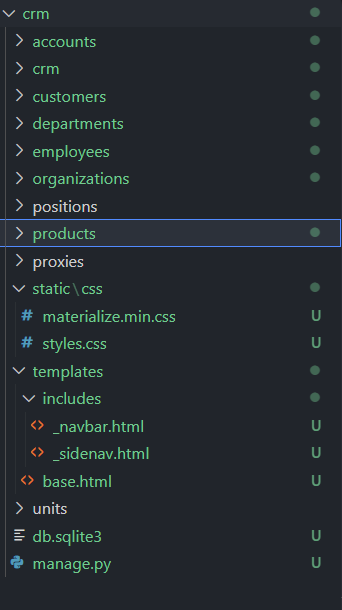 crm
accounts
crm
customers
departments
employees
organizations
positions
products
proxies
static\css
# materialize.min.css U
# styles.css U
templates
includes
<> _navbar.html U
<> _sidenav.html U
<> base.html U
units
db.sqlite3 U
manage.py U